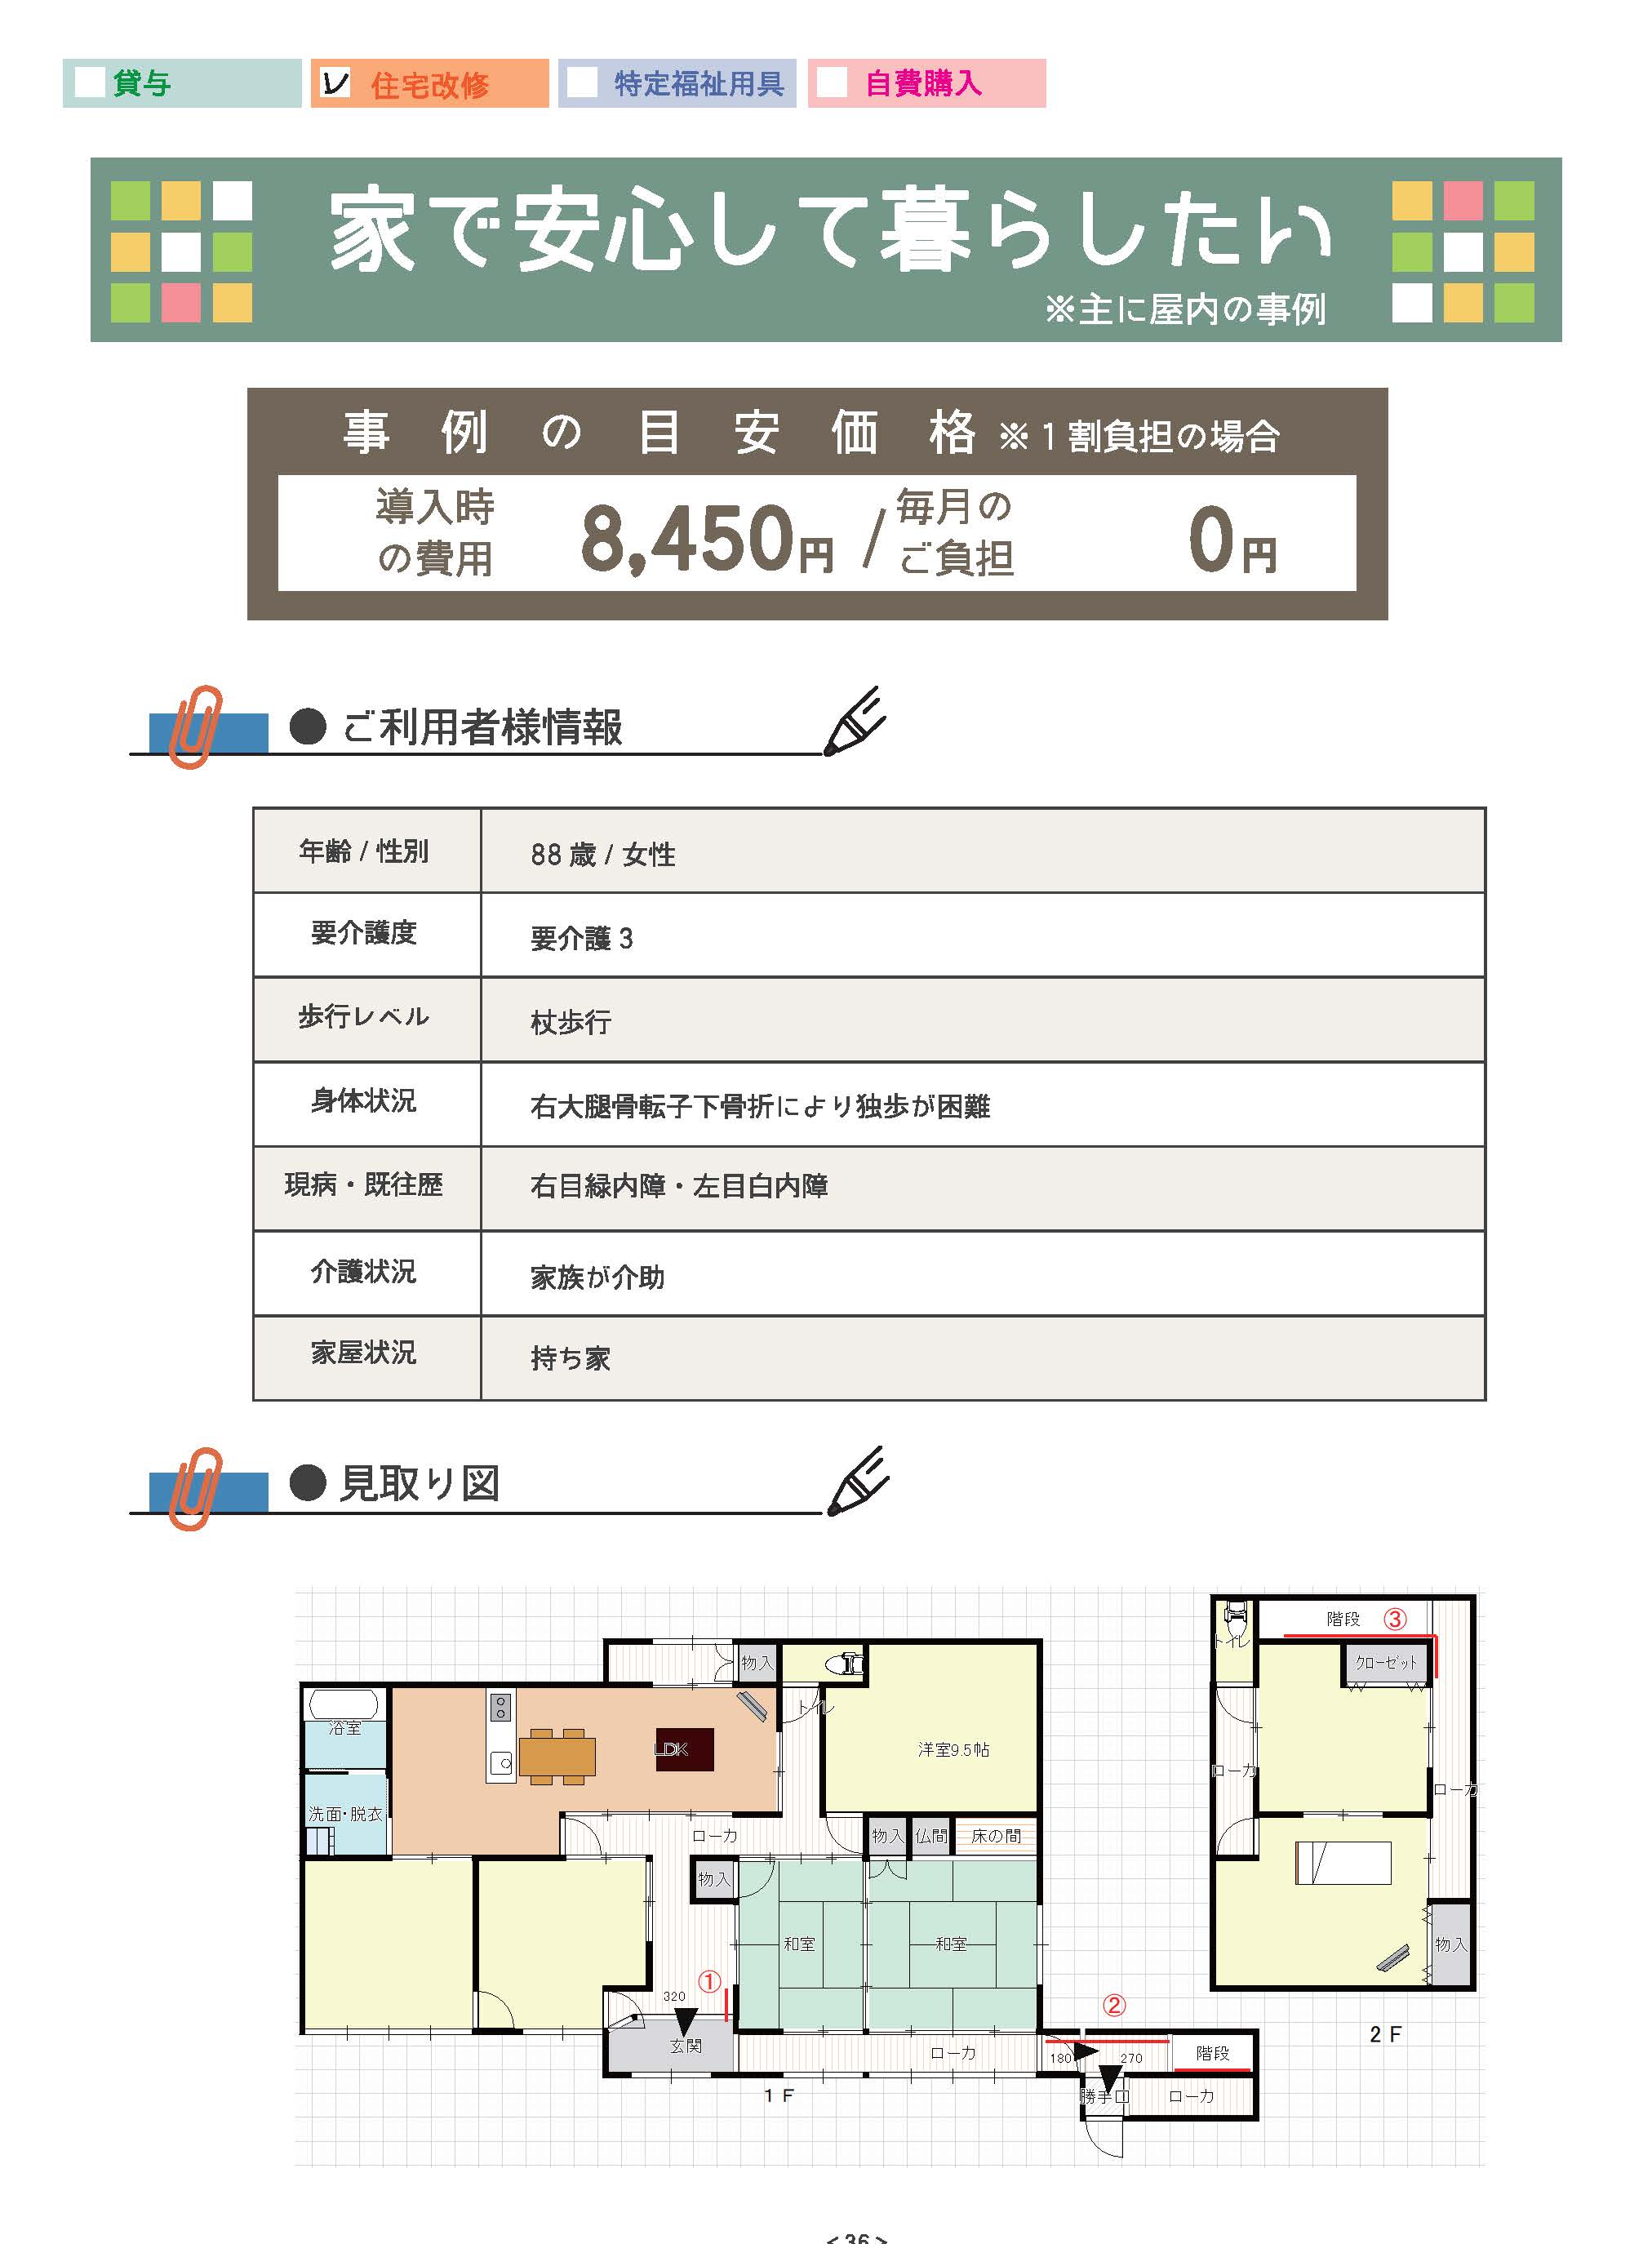 貸与
レ 住宅改修
特定福祉用具
自費購入
家で安心して暮らしたい
※主に屋内の事例
事例の目安価格 ※1割負担の場合
導入時の費用 8,450円 / 毎月のご負担 0円
● ご利用者様情報
年齢 / 性別 88 歳 / 女性
要介護度 要介護 3
歩行レベル 杖歩行
身体状況 右大腿骨転子下骨折により独歩が困難
現病・既往歴 右目緑内障・左目白内障
介護状況 家族が介助
家屋状況 持ち家
● 見取り図
階段 ③
トイレ
クローゼット
物入
トイレ
浴室
LDK
洋室9.5帖
ローカ
ローカ
洗面・脱衣
ローカ
物入
仏間
床の間
物入
和室
和室
物入
①
320
②
2F
玄関
ローカ
180
270
階段
1F
勝手口
ローカ
<36>